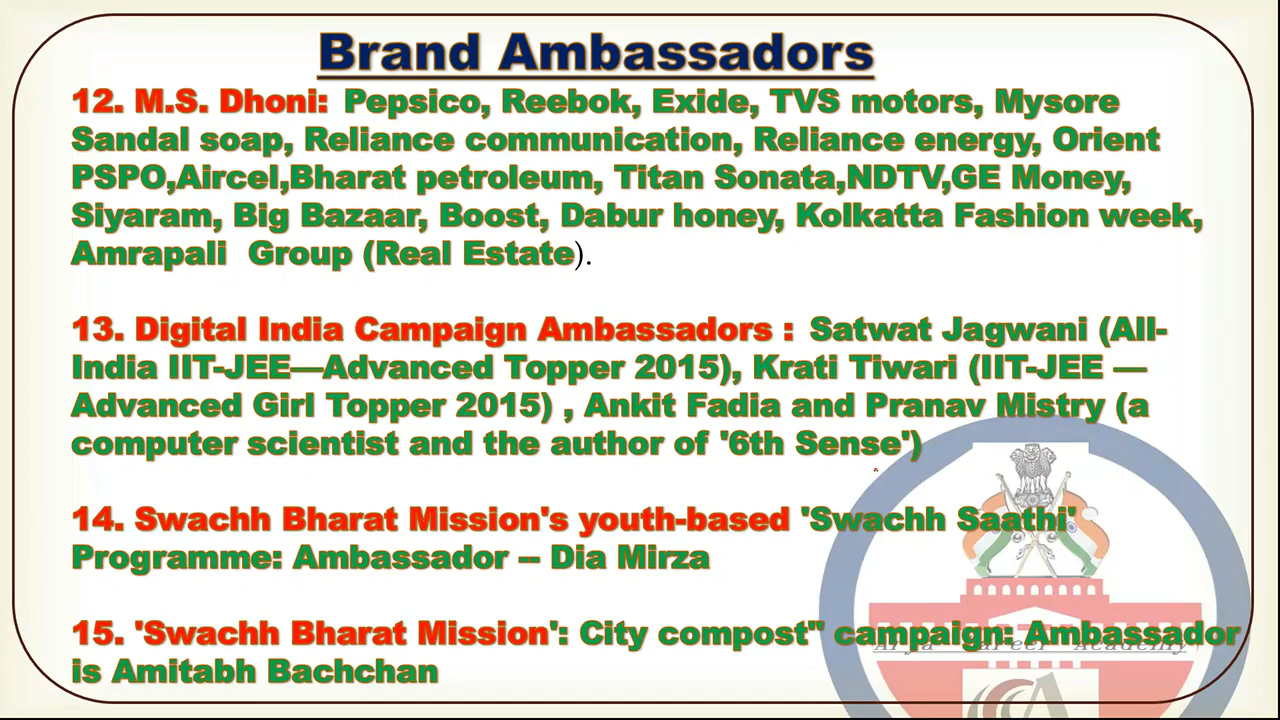 Brand Ambassadors
12. M.S. Dhoni: Pepsico, Reebok, Exide, TVS motors, Mysore
Sandal soap, Reliance communication, Reliance energy, Orient
PSPO,Aircel,Bharat petroleum, Titan Sonata,NDTV,GE Money,
Siyaram, Big Bazaar, Boost, Dabur honey, Kolkatta Fashion week,
Amrapali Group (Real Estate).
13. Digital India Campaign Ambassadors : Satwat Jagwani (All-
India IIT-JEE—Advanced Topper 2015), Krati Tiwari (IIT-JEE —
Advanced Girl Topper 2015) , Ankit Fadia and Pranav Mistry (a
computer scientist and the author of '6th Sense')
14. Swachh Bharat Mission's youth-based 'Swachh Saathi'
Programme: Ambassador -- Dia Mirza
15. 'Swachh Bharat Mission': City compost" campaign: Ambassador
is Amitabh Bachchan
Arya Career Academy